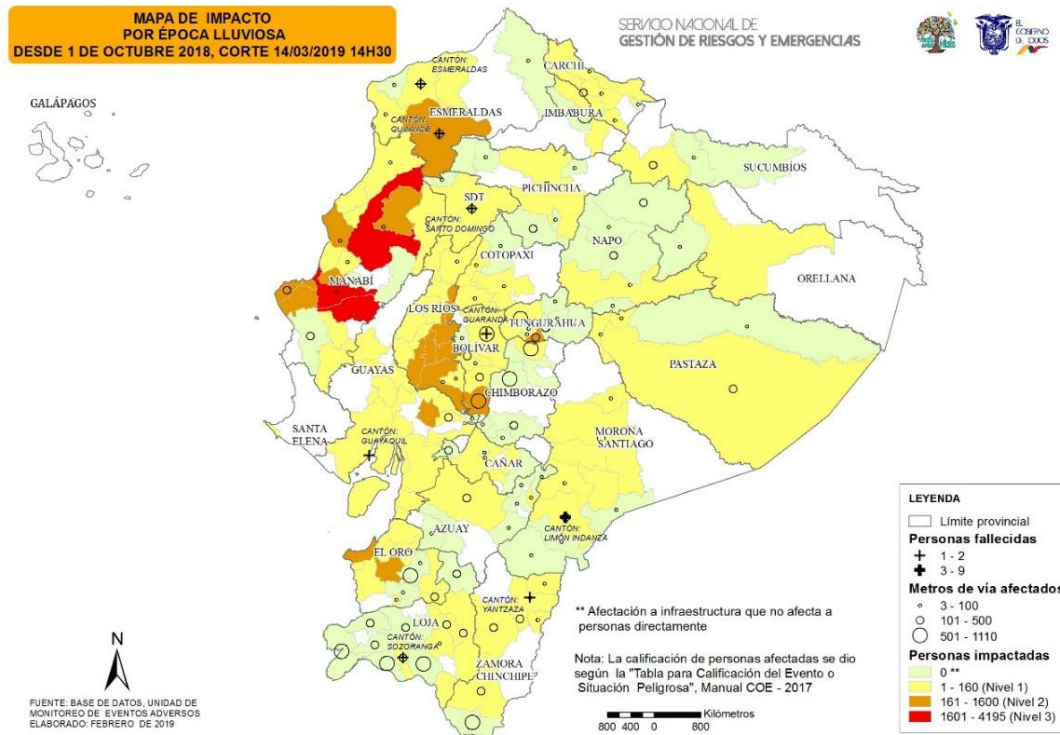 MAPA DE IMPACTO
POR ÉPOCA LLUVIOSA
DESDE 1 DE OCTUBRE 2018, CORTE 14/03/2019 14H30
SERVICIO NACIONAL DE
GESTIÓN DE RIESGOS Y EMERGENCIAS
EL
GOBIERNO
DE TODOS
GALÁPAGOS
CANTÓN:
ESMERALDAS
CARCHI
ESMERALDAS
IMBABURA
CANTÓN:
QUININDÉ
SUCUMBÍOS
PICHINCHA
SDT
CANTÓN:
SANTO DOMINGO
NAPO
COTOPAXI
ORELLANA
MANABÍ
LOS RÍOS
CANTÓN:
GUARANDA
TUNGURAHUA
BOLÍVAR
PASTAZA
GUAYAS
CHIMBORAZO
SANTA
ELENA
MORONA
SANTIAGO
CANTÓN:
GUAYAQUIL
CAÑAR
AZUAY
CANTÓN:
LIMÓN INDANZA
EL ORO
CANTÓN:
YANTZAZA
LOJA
CANTÓN:
SOZORANGA
ZAMORA
CHINCHIPE
** Afectación a infraestructura que no afecta a
personas directamente
Nota: La calificación de personas afectadas se dio
según la "Tabla para Calificación del Evento o
Situación Peligrosa", Manual COE - 2017
Kilómetros
800 400 0 800
N
FUENTE: BASE DE DATOS, UNIDAD DE
MONITOREO DE EVENTOS ADVERSOS
ELABORADO: FEBRERO DE 2019
LEYENDA
Límite provincial
Personas fallecidas
1 - 2
3 - 9
Metros de vía afectados
3 - 100
101 - 500
501 - 1110
Personas impactadas
0 **
1 - 160 (Nivel 1)
161 - 1600 (Nivel 2)
1601 - 4195 (Nivel 3)